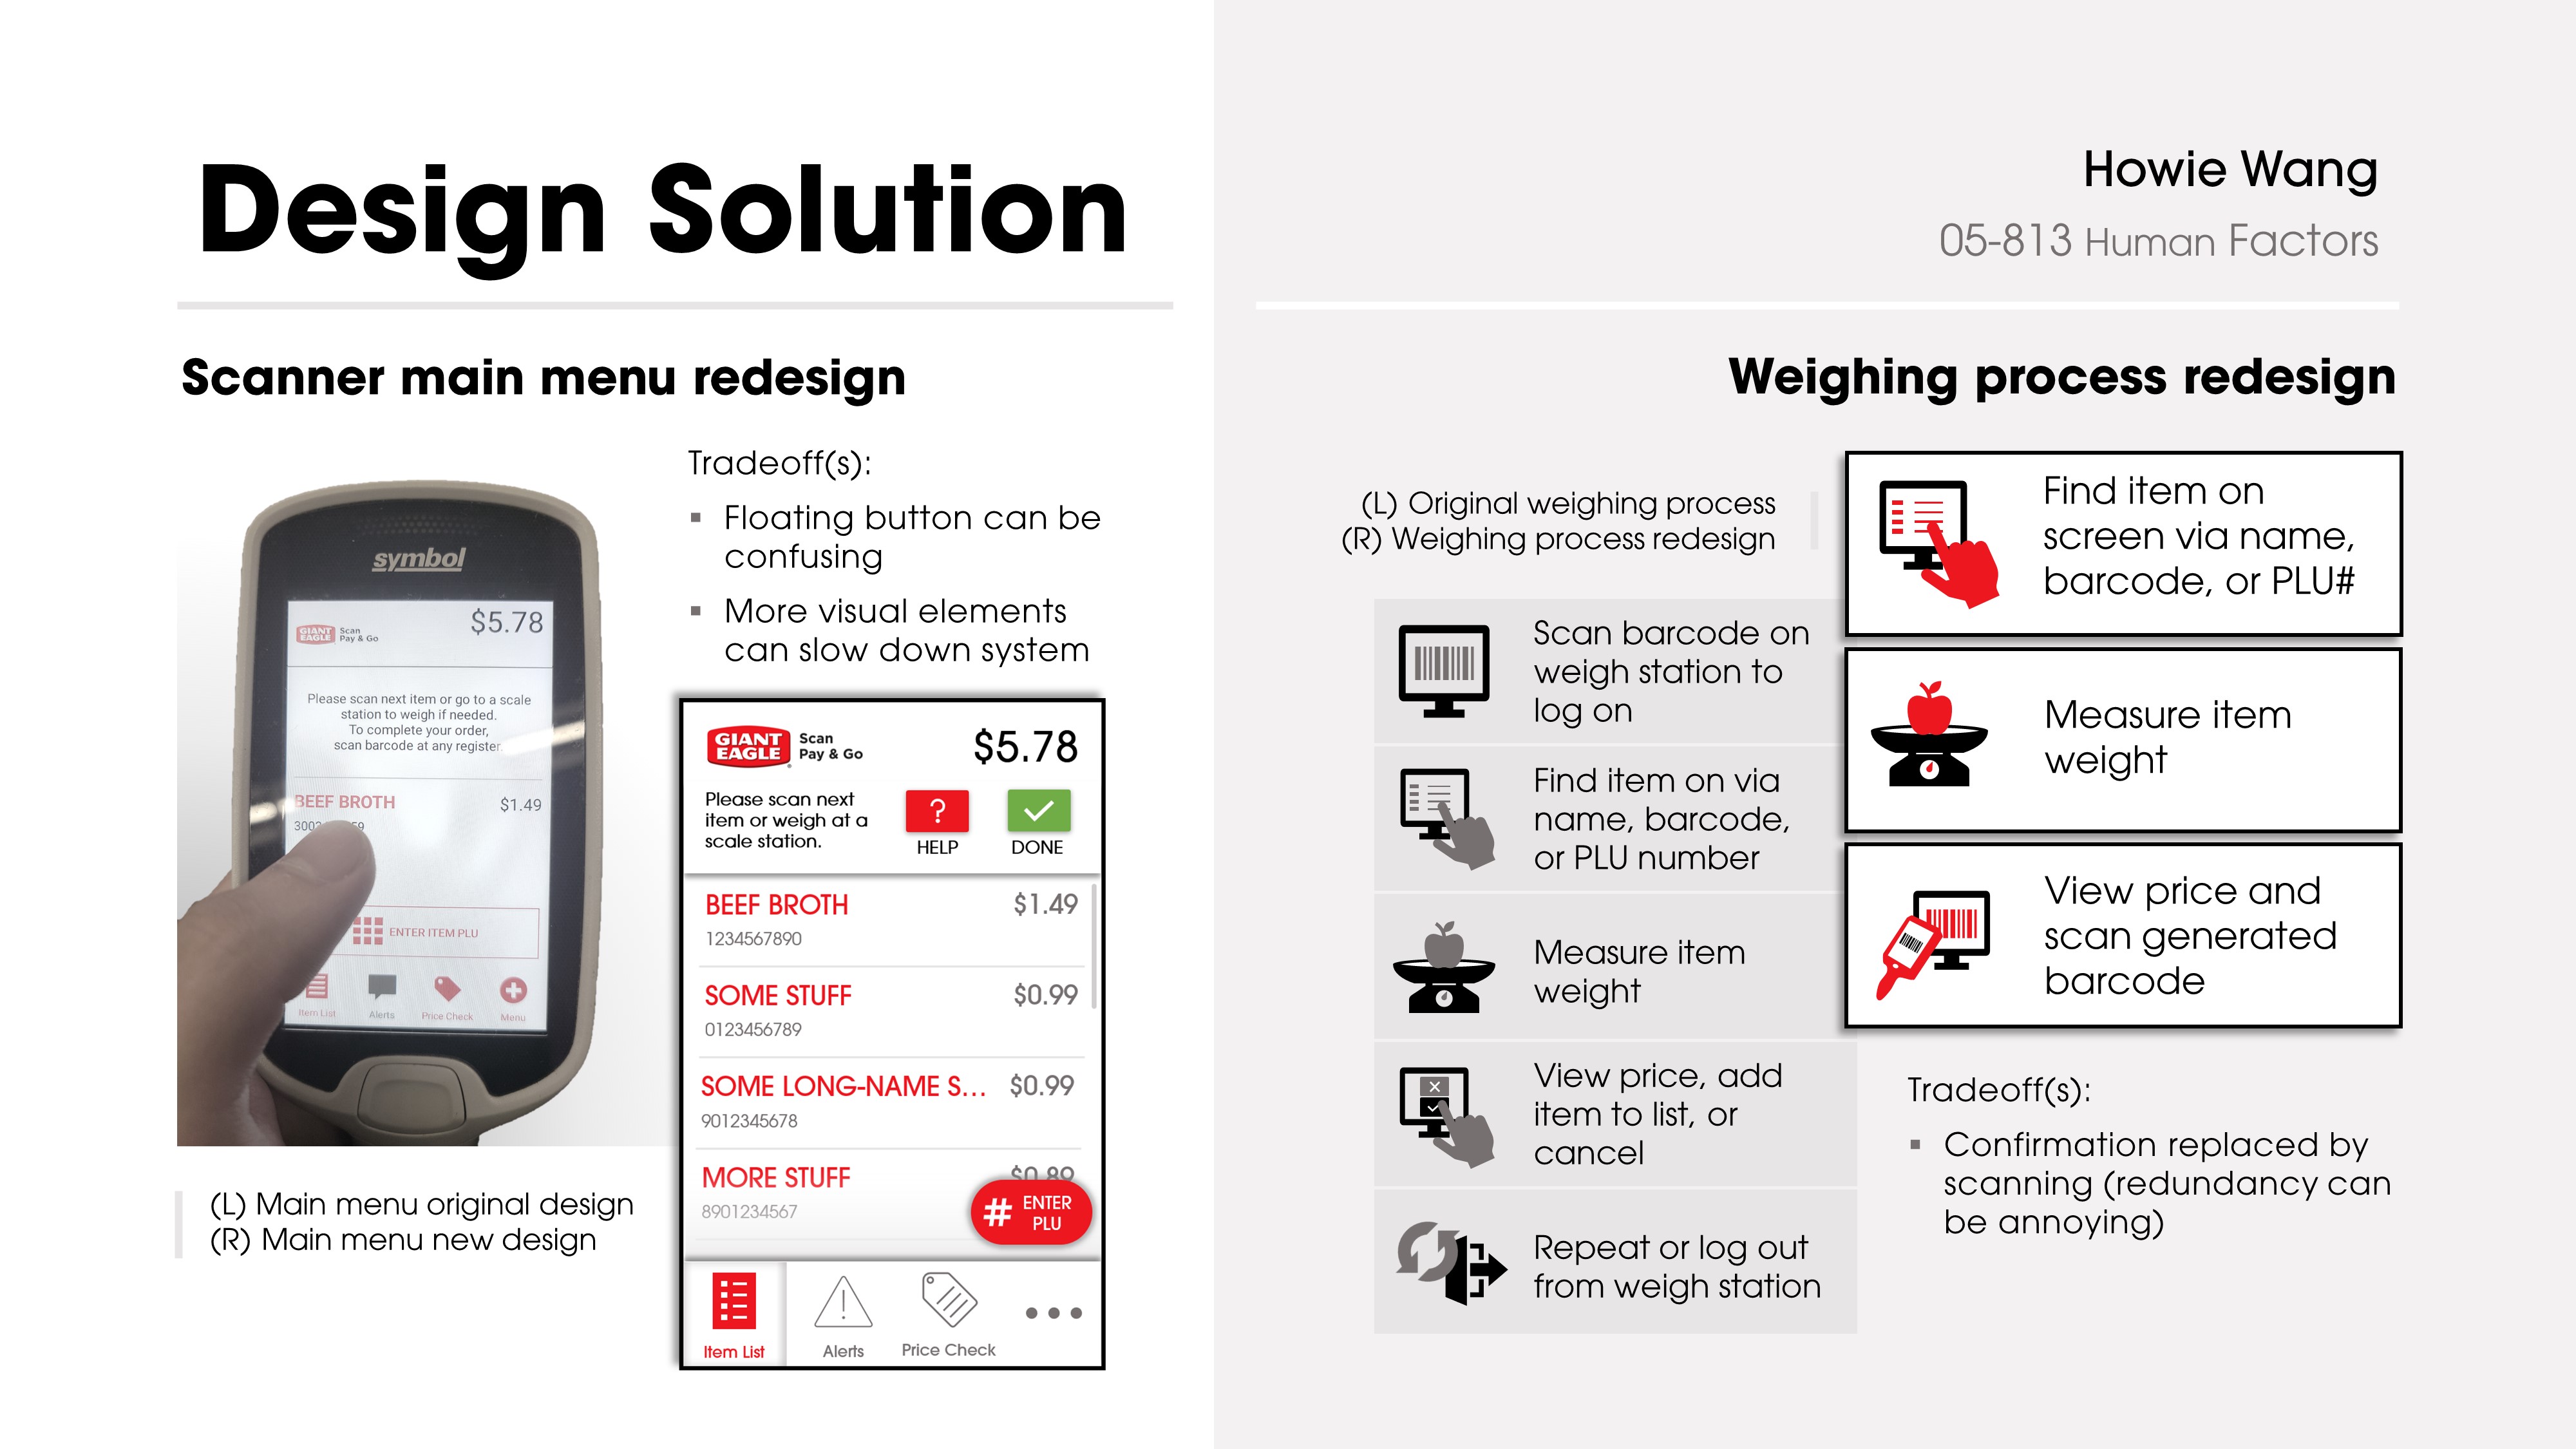 Design Solution
Howie Wang
05-813 Human Factors
Scanner main menu redesign
Tradeoff(s):
▪ Floating button can be
confusing
▪ More visual elements
can slow down system
symbol
GIANT
EAGLE
Scan
Pay & Go
$5.78
Please scan next item or go to a scale
station to weigh if needed.
To complete your order,
scan barcode at any register.
BEEF BROTH $1.49
ENTER ITEM PLU
Item List Alerts Price Check Menu
(L) Main menu original design
(R) Main menu new design
GIANT
EAGLE
Scan
Pay & Go
$5.78
Please scan next
item or weigh at a
scale station.
?
HELP
DONE
BEEF BROTH $1.49
1234567890
SOME STUFF $0.99
0123456789
SOME LONG-NAME S... $0.99
9012345678
MORE STUFF $0.89
8901234567
# ENTER
PLU
Item List Alerts Price Check
Weighing process redesign
(L) Original weighing process
(R) Weighing process redesign
Scan barcode on
weigh station to
log on
Find item on via
name, barcode,
or PLU number
Measure item
weight
View price, add
item to list, or
cancel
Repeat or log out
from weigh station
Find item on
screen via name,
barcode, or PLU#
Measure item
weight
View price and
scan generated
barcode
Tradeoff(s):
▪ Confirmation replaced by
scanning (redundancy can
be annoying)